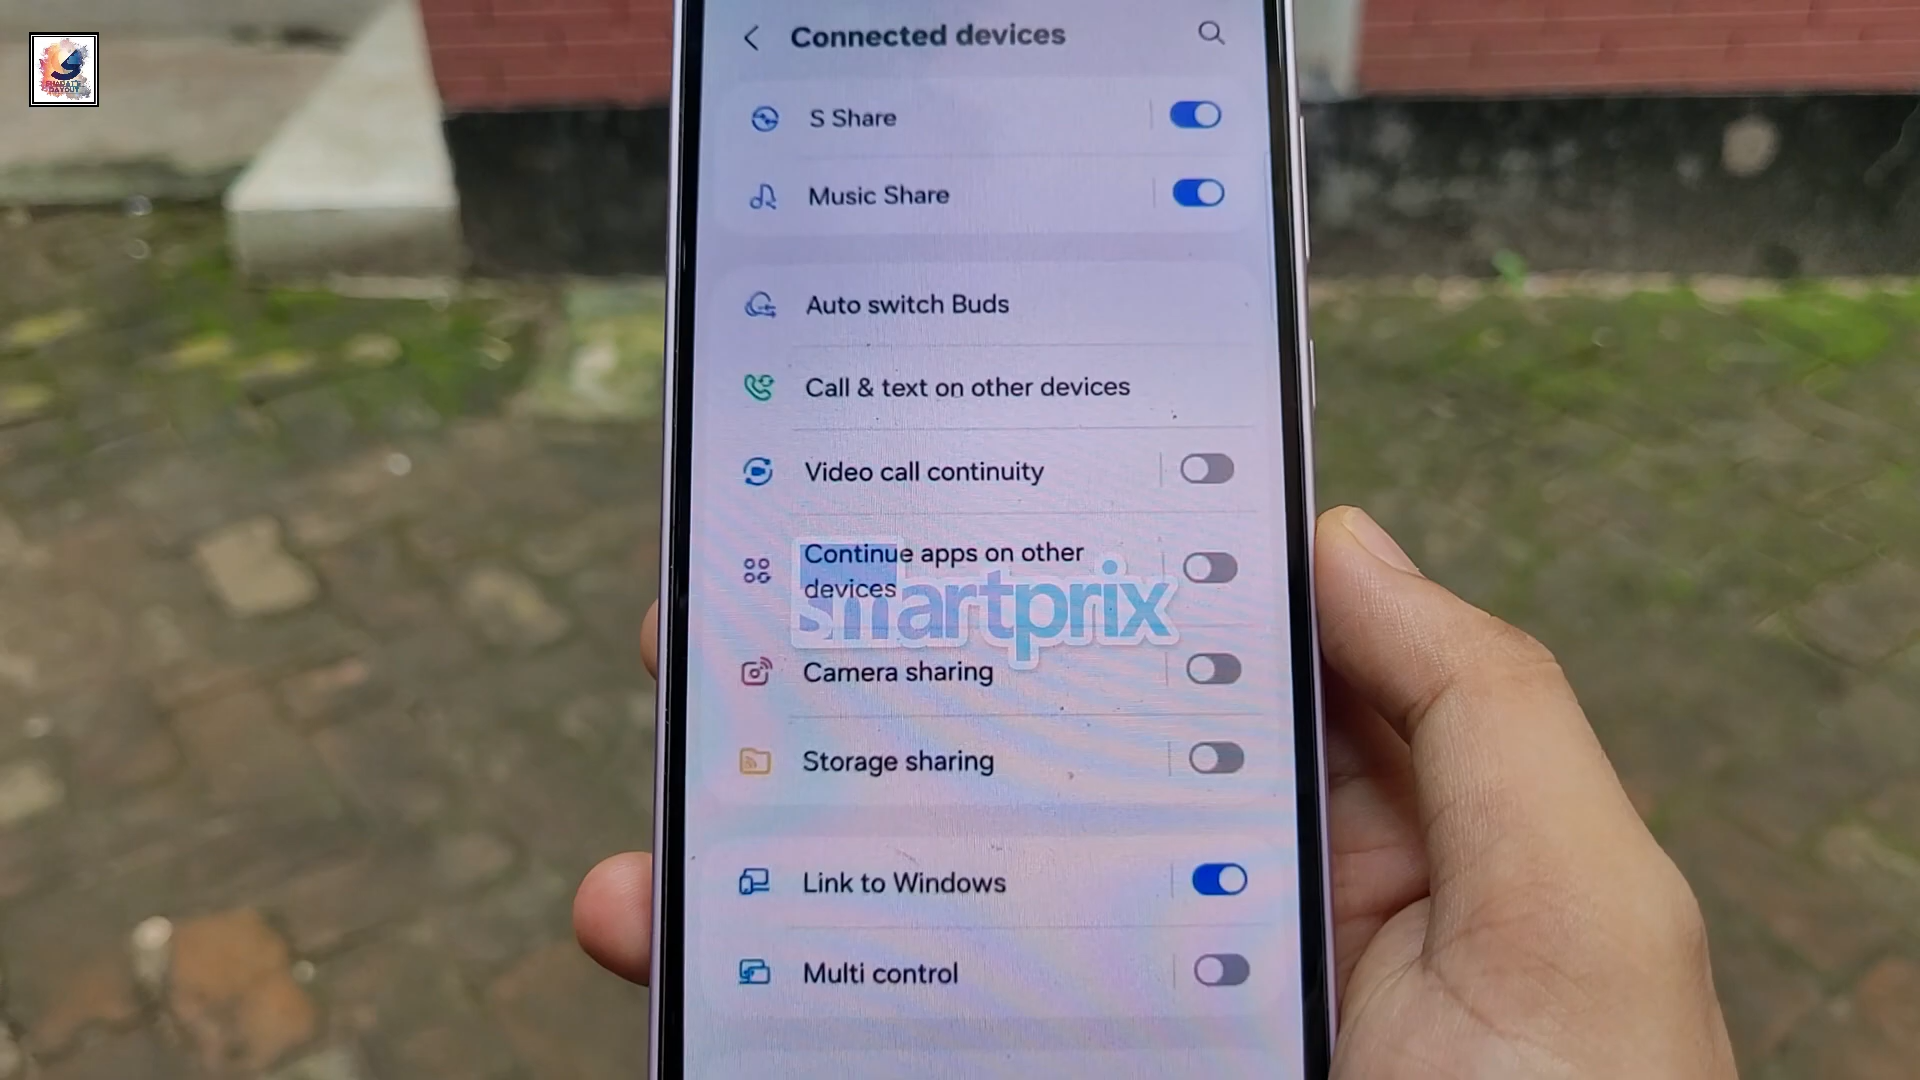 Connected devices
S Share
Music Share
Auto switch Buds
Call & text on other devices
Video call continuity
Continue apps on other
devices
smartprix
Camera sharing
Storage sharing
Link to Windows
Multi control